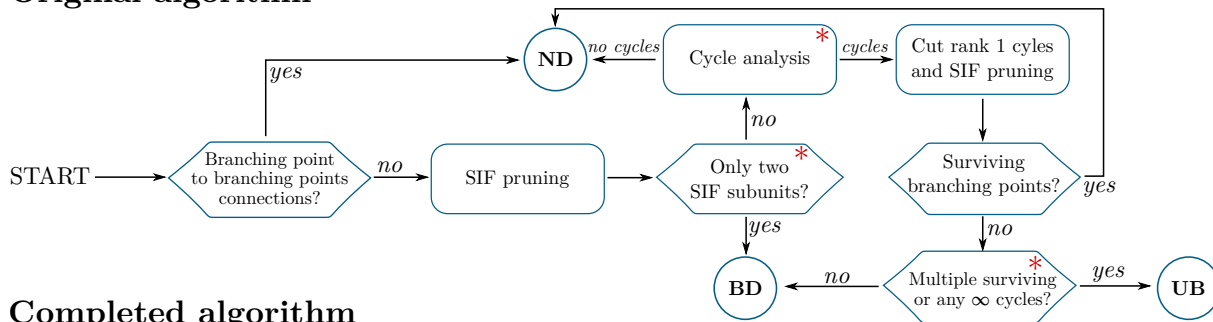 Original algorithm
ND
no cycles
Cycle analysis
*
cycles
Cut rank 1 cyles
and SIF pruning
yes
no
START
Branching point
to branching points
connections?
no
SIF pruning
Only two
SIF subunits?
*
Surviving
branching points?
yes
yes
no
BD
no
Multiple surviving
or any ∞ cycles?
*
yes
UB
Completed algorithm